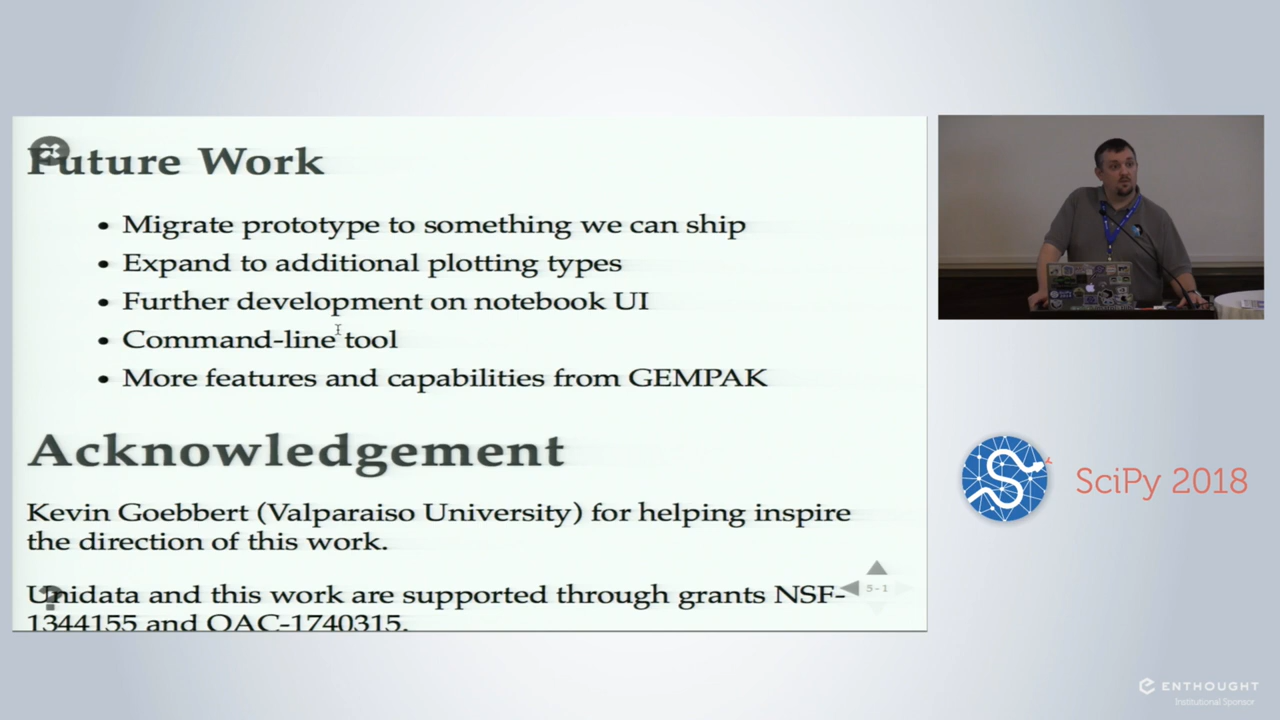 Future Work
• Migrate prototype to something we can ship
• Expand to additional plotting types
• Further development on notebook UI
• Command-line tool
• More features and capabilities from GEMPAK
Acknowledgement
Kevin Goebbert (Valparaiso University) for helping inspire
the direction of this work.
Unidata and this work are supported through grants NSF-
1344155 and OAC-1740315.
?
5-1
SciPy 2018
ENTHOUGHT
Institutional Sponsor